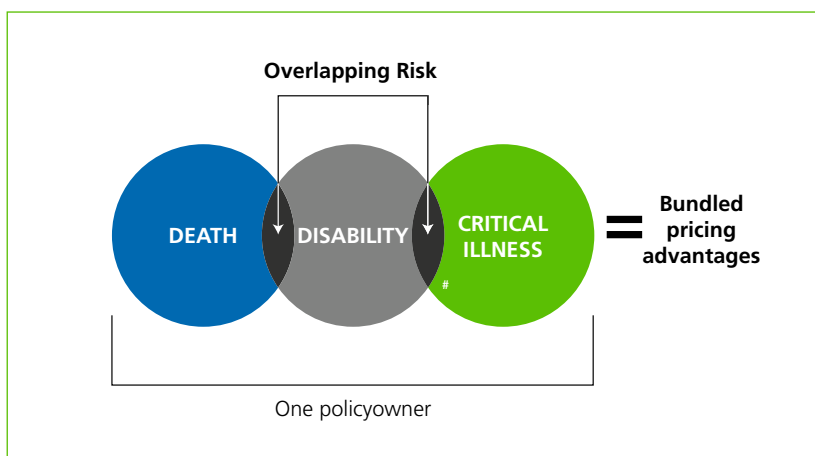 Overlapping Risk
DEATH
DISABILITY
CRITICAL
ILLNESS
#
=
Bundled
pricing
advantages
One policyowner